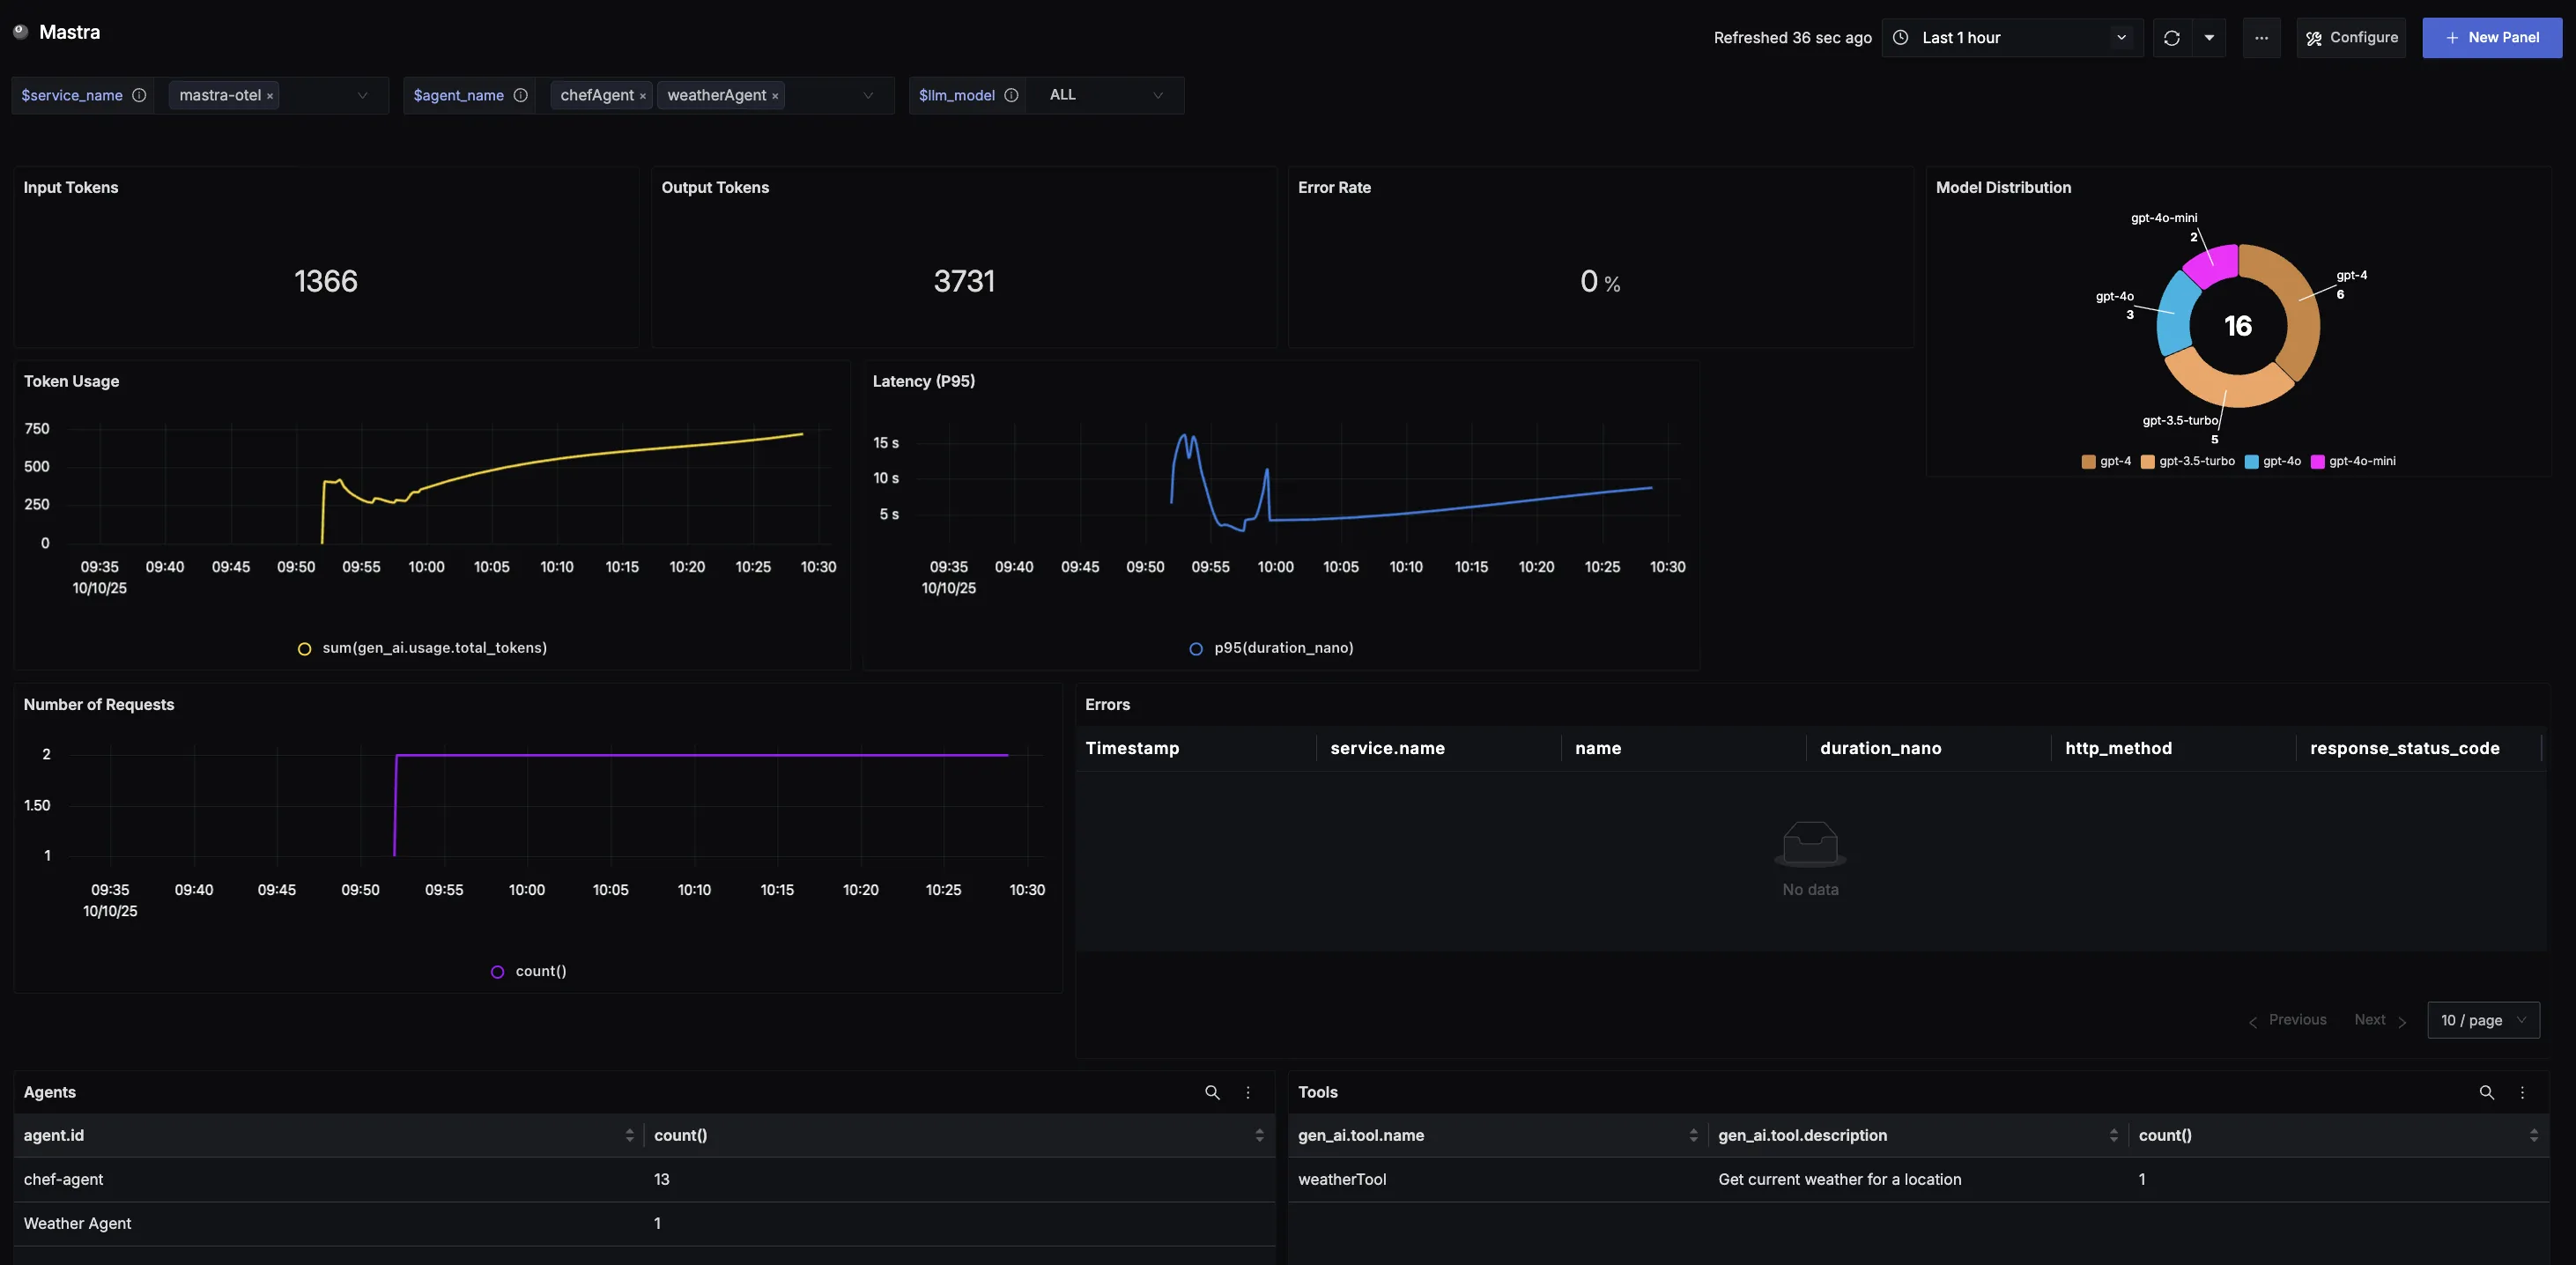 Mastra
Refreshed 36 sec ago
Last 1 hour
Configure
New Panel
$service_name
mastra-otel ×
$agent_name
chefAgent × weatherAgent ×
$llm_model
ALL
Input Tokens
1366
Output Tokens
3731
Error Rate
0 %
Model Distribution
gpt-4o-mini
2
gpt-4
6
gpt-4o
3
16
gpt-3.5-turbo
5
gpt-4 gpt-3.5-turbo gpt-4o gpt-4o-mini
Token Usage
750
500
250
0
09:35 09:40 09:45 09:50 09:55 10:00 10:05 10:10 10:15 10:20 10:25 10:30
10/10/25
sum(gen_ai.usage.total_tokens)
Latency (P95)
15 s
10 s
5 s
09:35 09:40 09:45 09:50 09:55 10:00 10:05 10:10 10:15 10:20 10:25 10:30
10/10/25
p95(duration_nano)
Number of Requests
2
1.50
1
09:35 09:40 09:45 09:50 09:55 10:00 10:05 10:10 10:15 10:20 10:25 10:30
10/10/25
count()
Errors
Timestamp service.name name duration_nano http_method response_status_code
No data
Previous Next 10 / page
Agents
agent.id count()
chef-agent 13
Weather Agent 1
Tools
gen_ai.tool.name gen_ai.tool.description count()
weatherTool Get current weather for a location 1